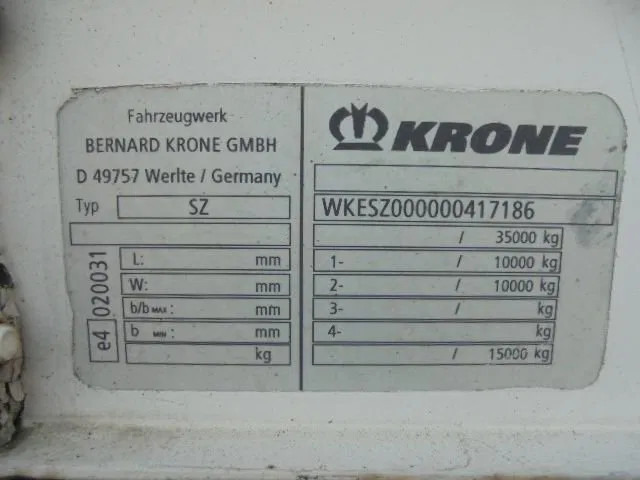 Fahrzeugwerk
BERNARD KRONE GMBH
D 49757 Werlte / Germany
Typ SZ
e4 020031
L: mm
W: mm
b/b MAX : mm
b MIN : mm
kg
KRONE
WKESZ000000417186
/ 35000 kg
1- / 10000 kg
2- / 10000 kg
3- / kg
4- kg
/ 15000 kg